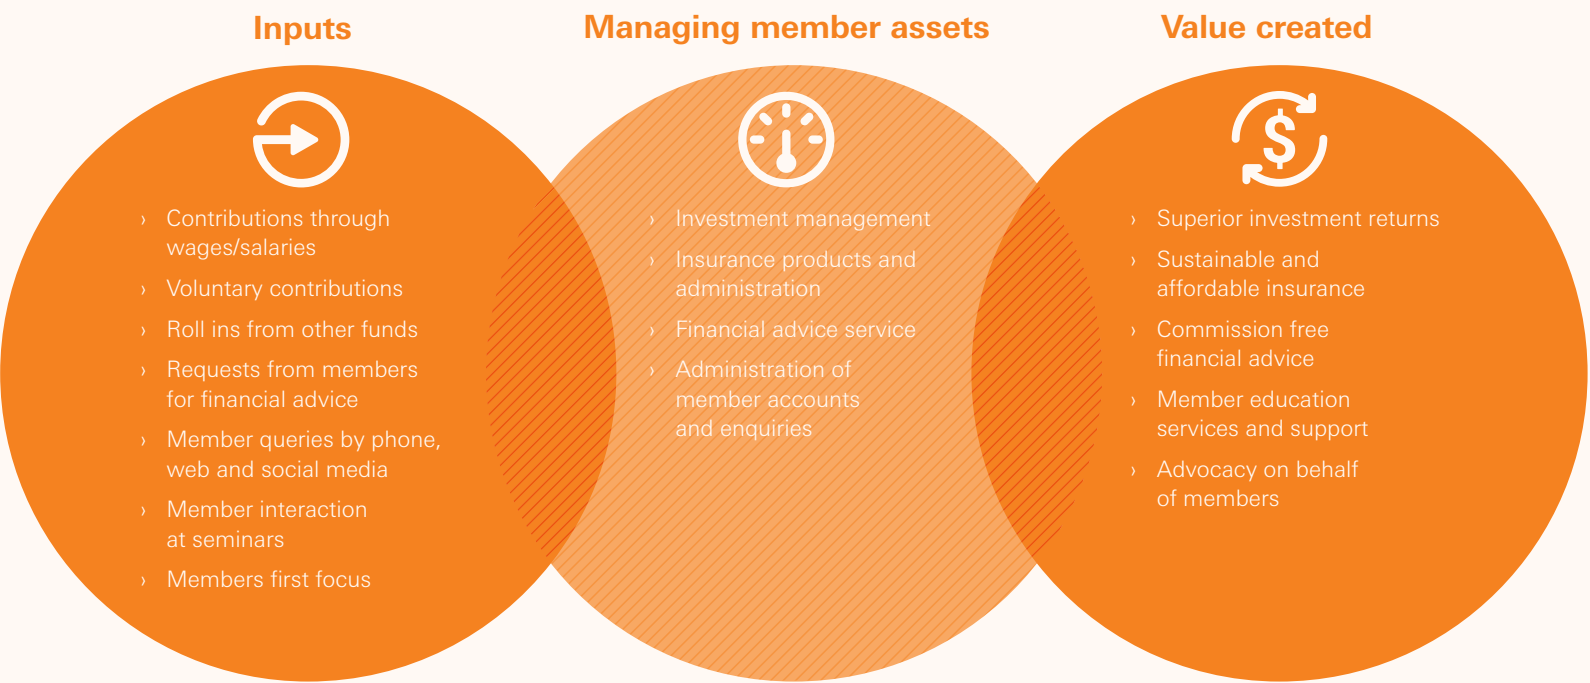 Inputs
› Contributions through
wages/salaries
› Voluntary contributions
› Roll ins from other funds
› Requests from members
for financial advice
› Member queries by phone,
web and social media
› Member interaction
at seminars
› Members first focus
Managing member assets
› Investment management
› Insurance products and
administration
› Financial advice service
› Administration of
member accounts
and enquiries
Value created
$
› Superior investment returns
› Sustainable and
affordable insurance
› Commission free
financial advice
› Member education
services and support
› Advocacy on behalf
of members